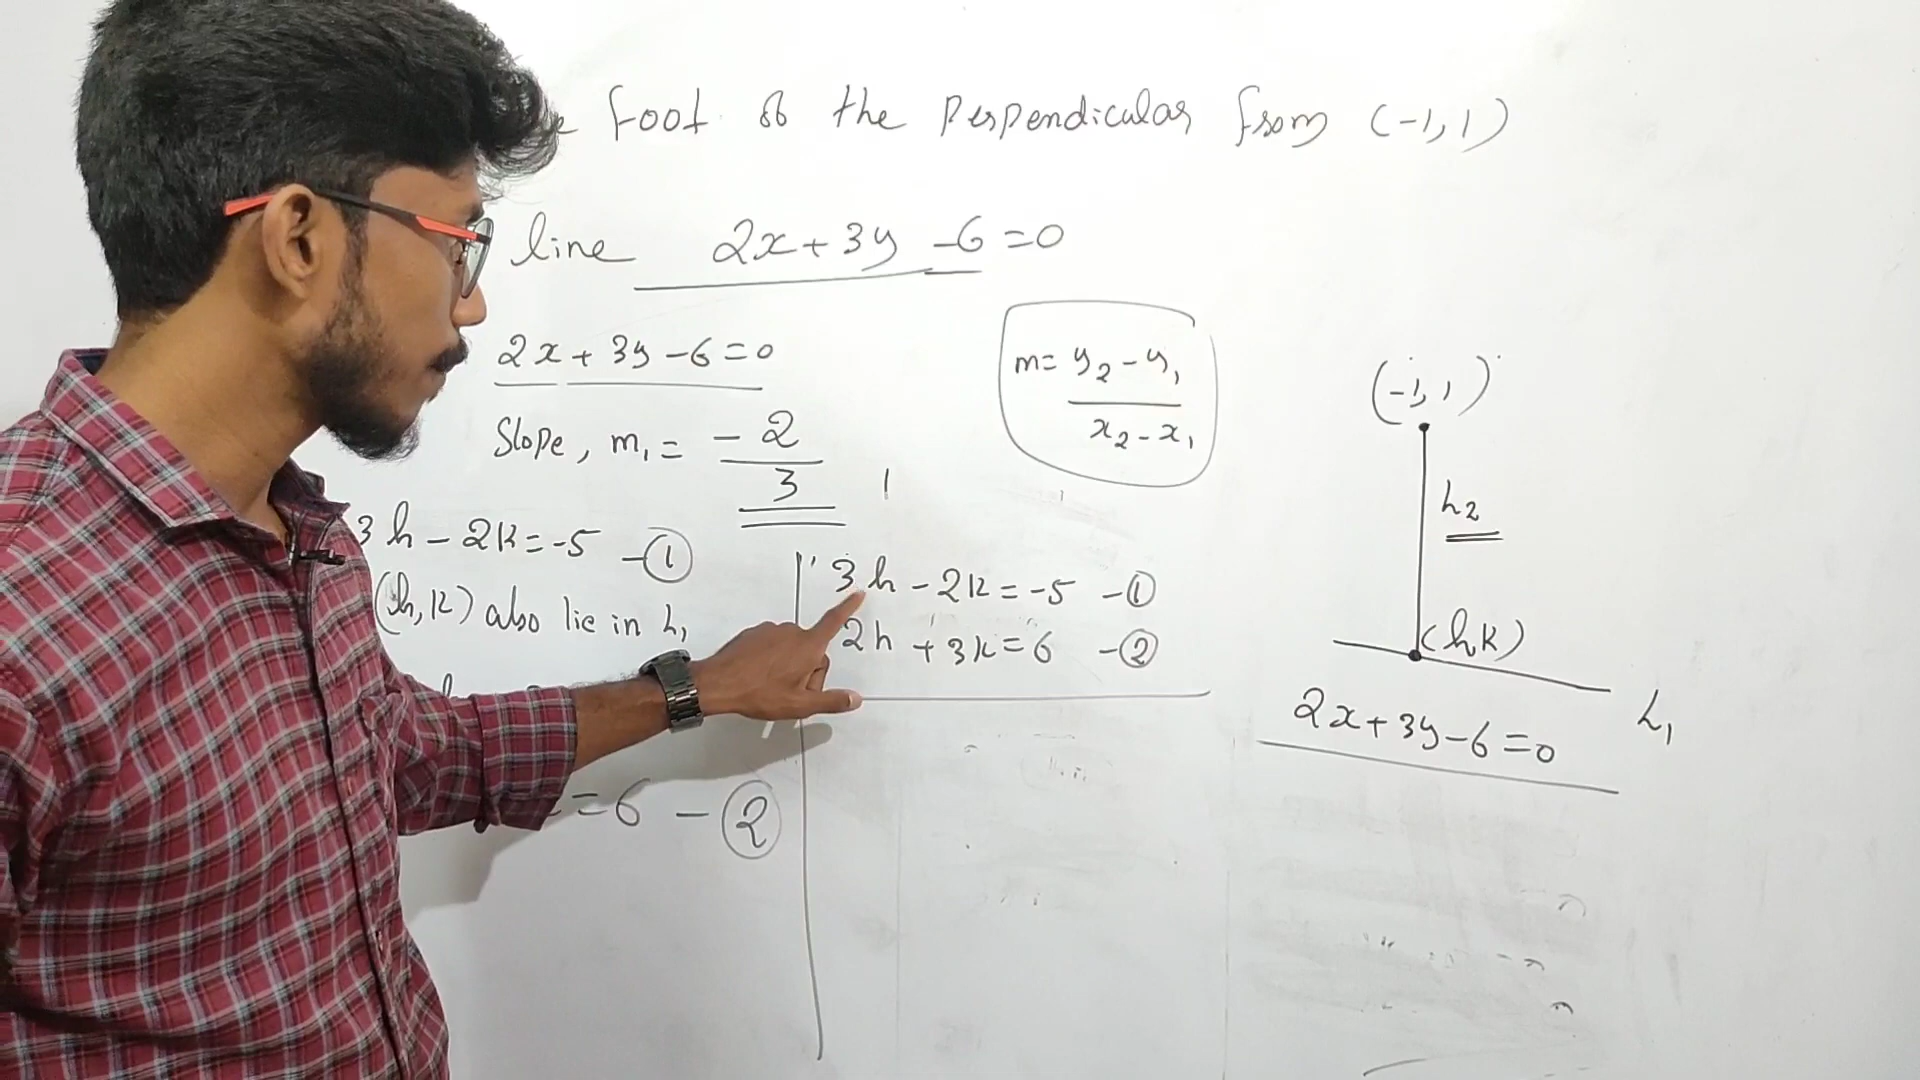 Foot of the perpendicular from (-1, 1)
line 2x + 3y - 6 = 0
2x + 3y - 6 = 0
Slope, m₁ = -2/3
3h - 2k = -5 - ①
(h, k) also lie in L₁
= 6 - ②
m = y₂ - y₁ / x₂ - x₁
3h - 2k = -5 - ①
2h + 3k = 6 - ②
(-1, 1)
L₂
(h k)
L₁
2x + 3y - 6 = 0